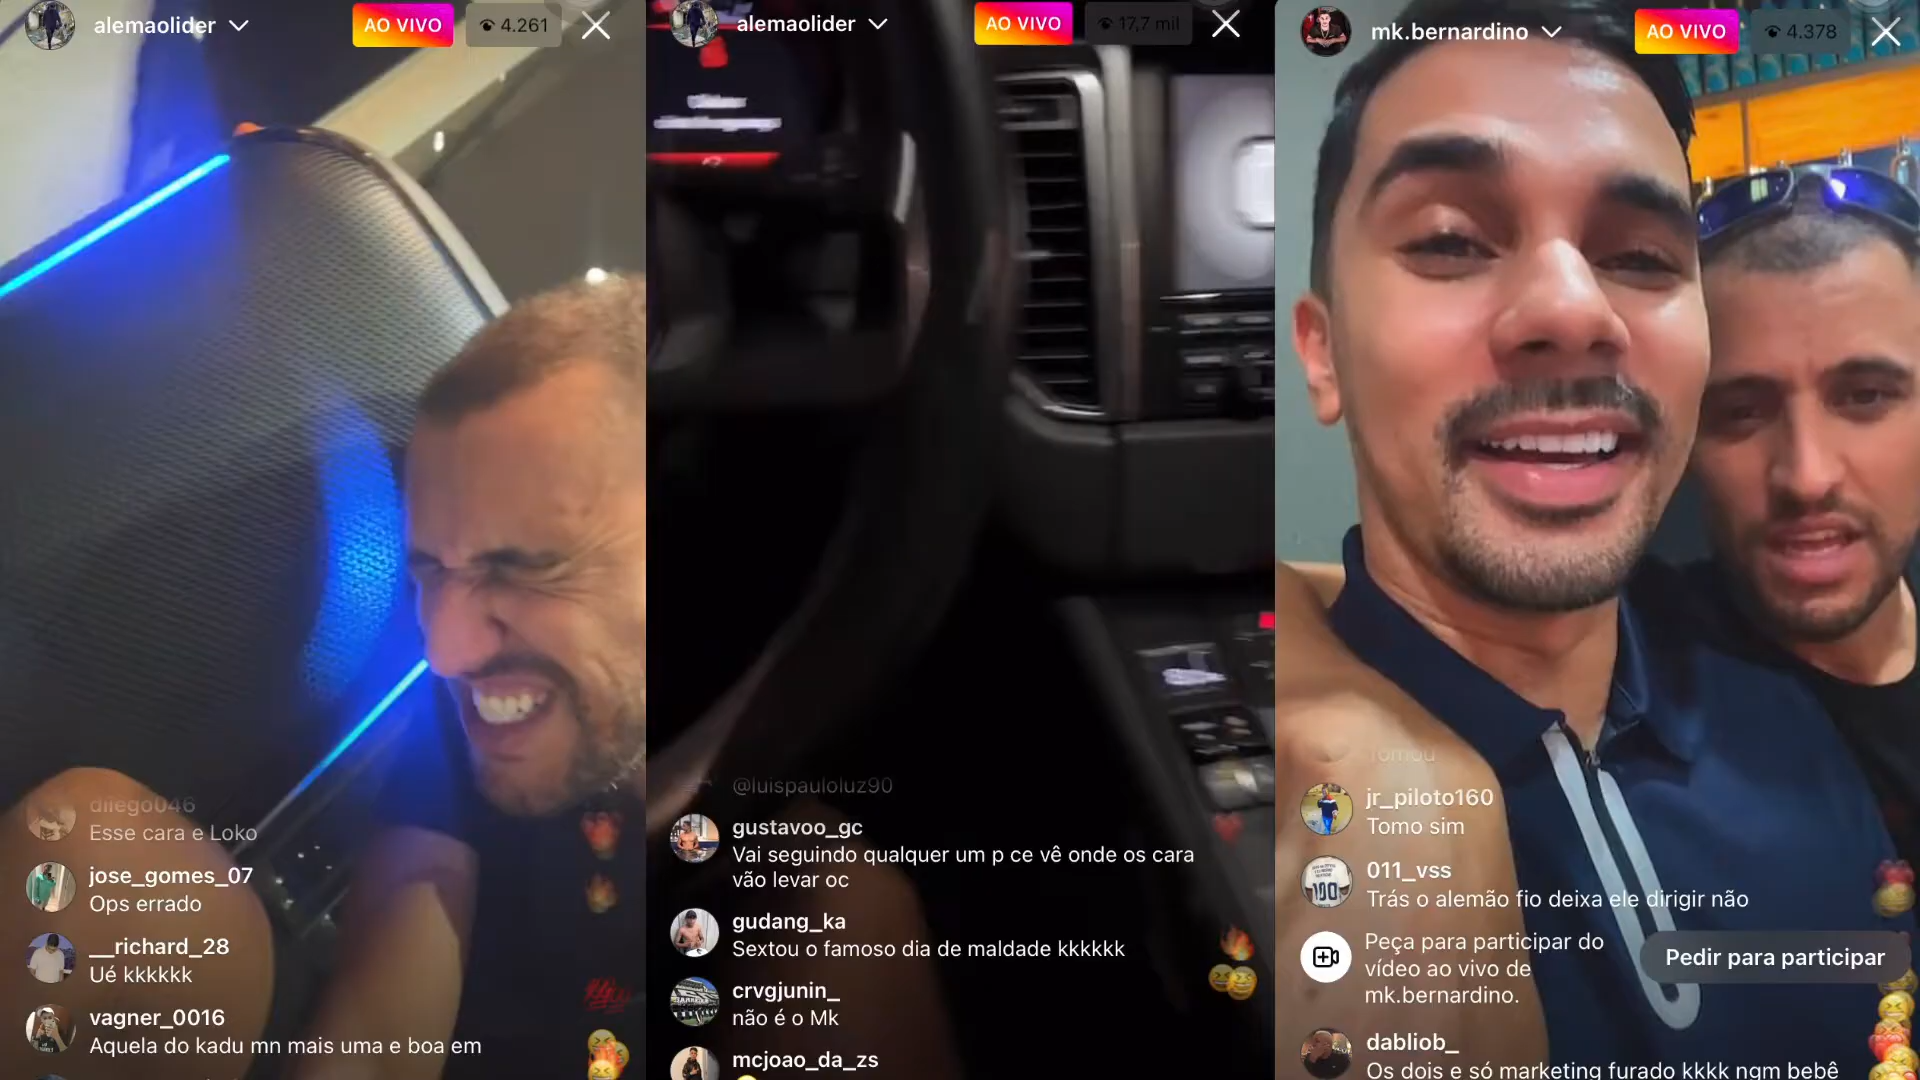 alemaolider
AO VIVO
4.261
diiego046
Esse cara e Loko
jose_gomes_07
Ops errado
__richard_28
Ué kkkkkk
vagner_0016
Aquela do kadu mn mais uma e boa em
alemaolider
AO VIVO
17,7 mil
@luispauloluz90
gustavoo_gc
Vai seguindo qualquer um p ce vê onde os cara
vão levar oc
gudang_ka
Sextou o famoso dia de maldade kkkkkk
crvgjunin_
não é o Mk
mcjoao_da_zs
mk.bernardino
AO VIVO
4.378
Tomou
jr_piloto160
Tomo sim
011_vss
Trás o alemão fio deixa ele dirigir não
Peça para participar do
vídeo ao vivo de
mk.bernardino.
Pedir para participar
dabliob_
Os dois e só marketing furado kkkk ngm bebê